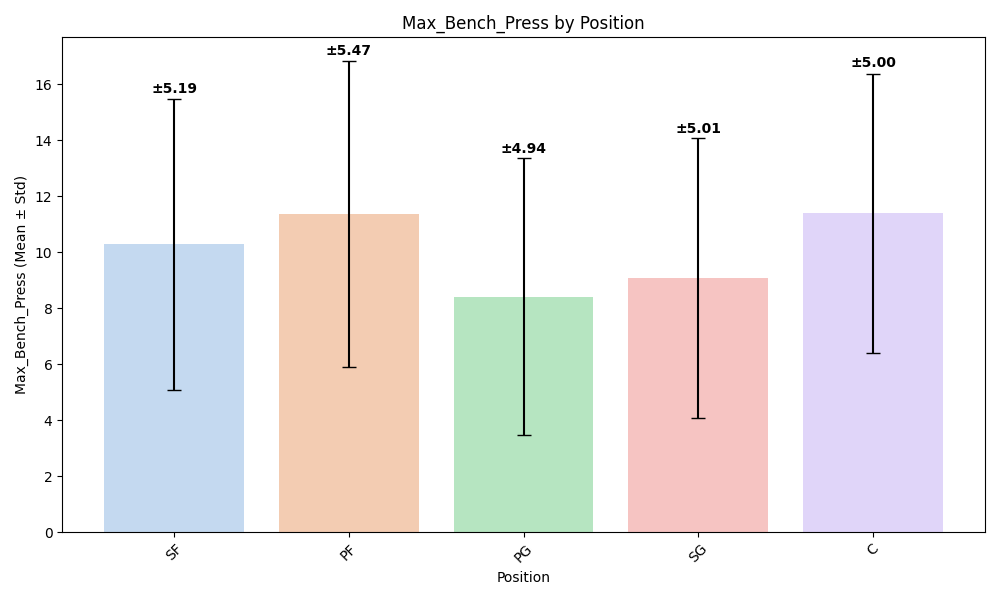 Max_Bench_Press by Position
±5.47
±5.00
±5.19
±5.01
±4.94
Max_Bench_Press (Mean ± Std)
16
14
12
10
8
6
4
2
0
SF
PF
PG
SG
C
Position